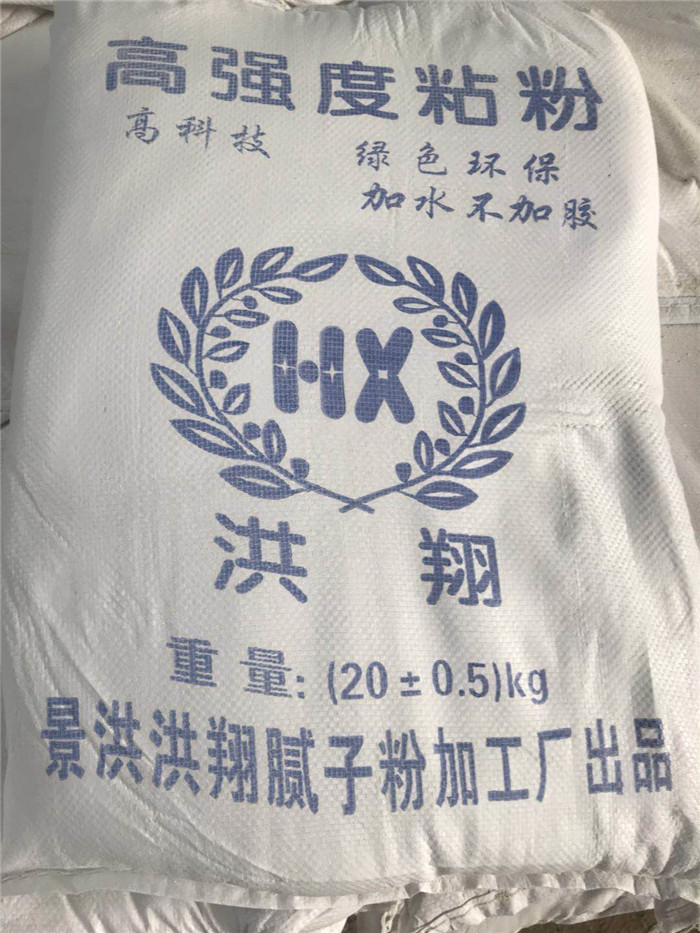 高强度粘粉
高科技 绿色环保
加水不加胶
HX
洪翔
重量:(20±0.5)kg
景洪洪翔腻子粉加工厂出品